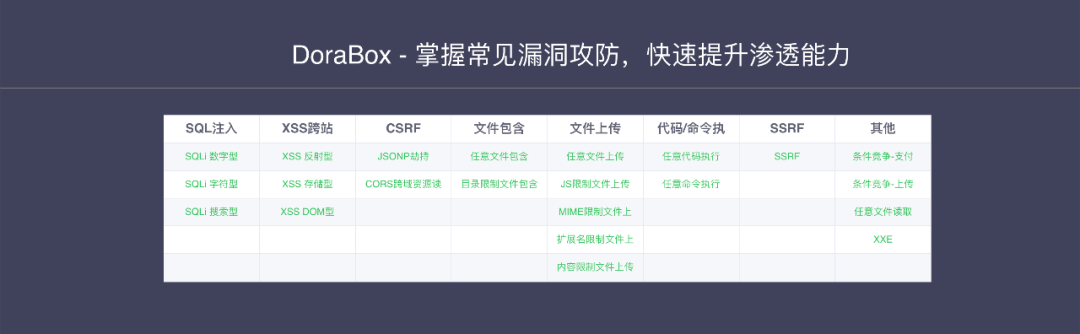 DoraBox - 掌握常见漏洞攻防，快速提升渗透能力
SQL注入 XSS跨站 CSRF 文件包含 文件上传 代码/命令执 SSRF 其他
SQLi 数字型 XSS 反射型 JSONP劫持 任意文件包含 任意文件上传 任意代码执行 SSRF 条件竞争-支付
SQLi 字符型 XSS 存储型 CORS跨域资源读 目录限制文件包含 JS限制文件上传 任意命令执行 条件竞争-上传
SQLi 搜索型 XSS DOM型 MIME限制文件上 任意文件读取
扩展名限制文件上 XXE
内容限制文件上传